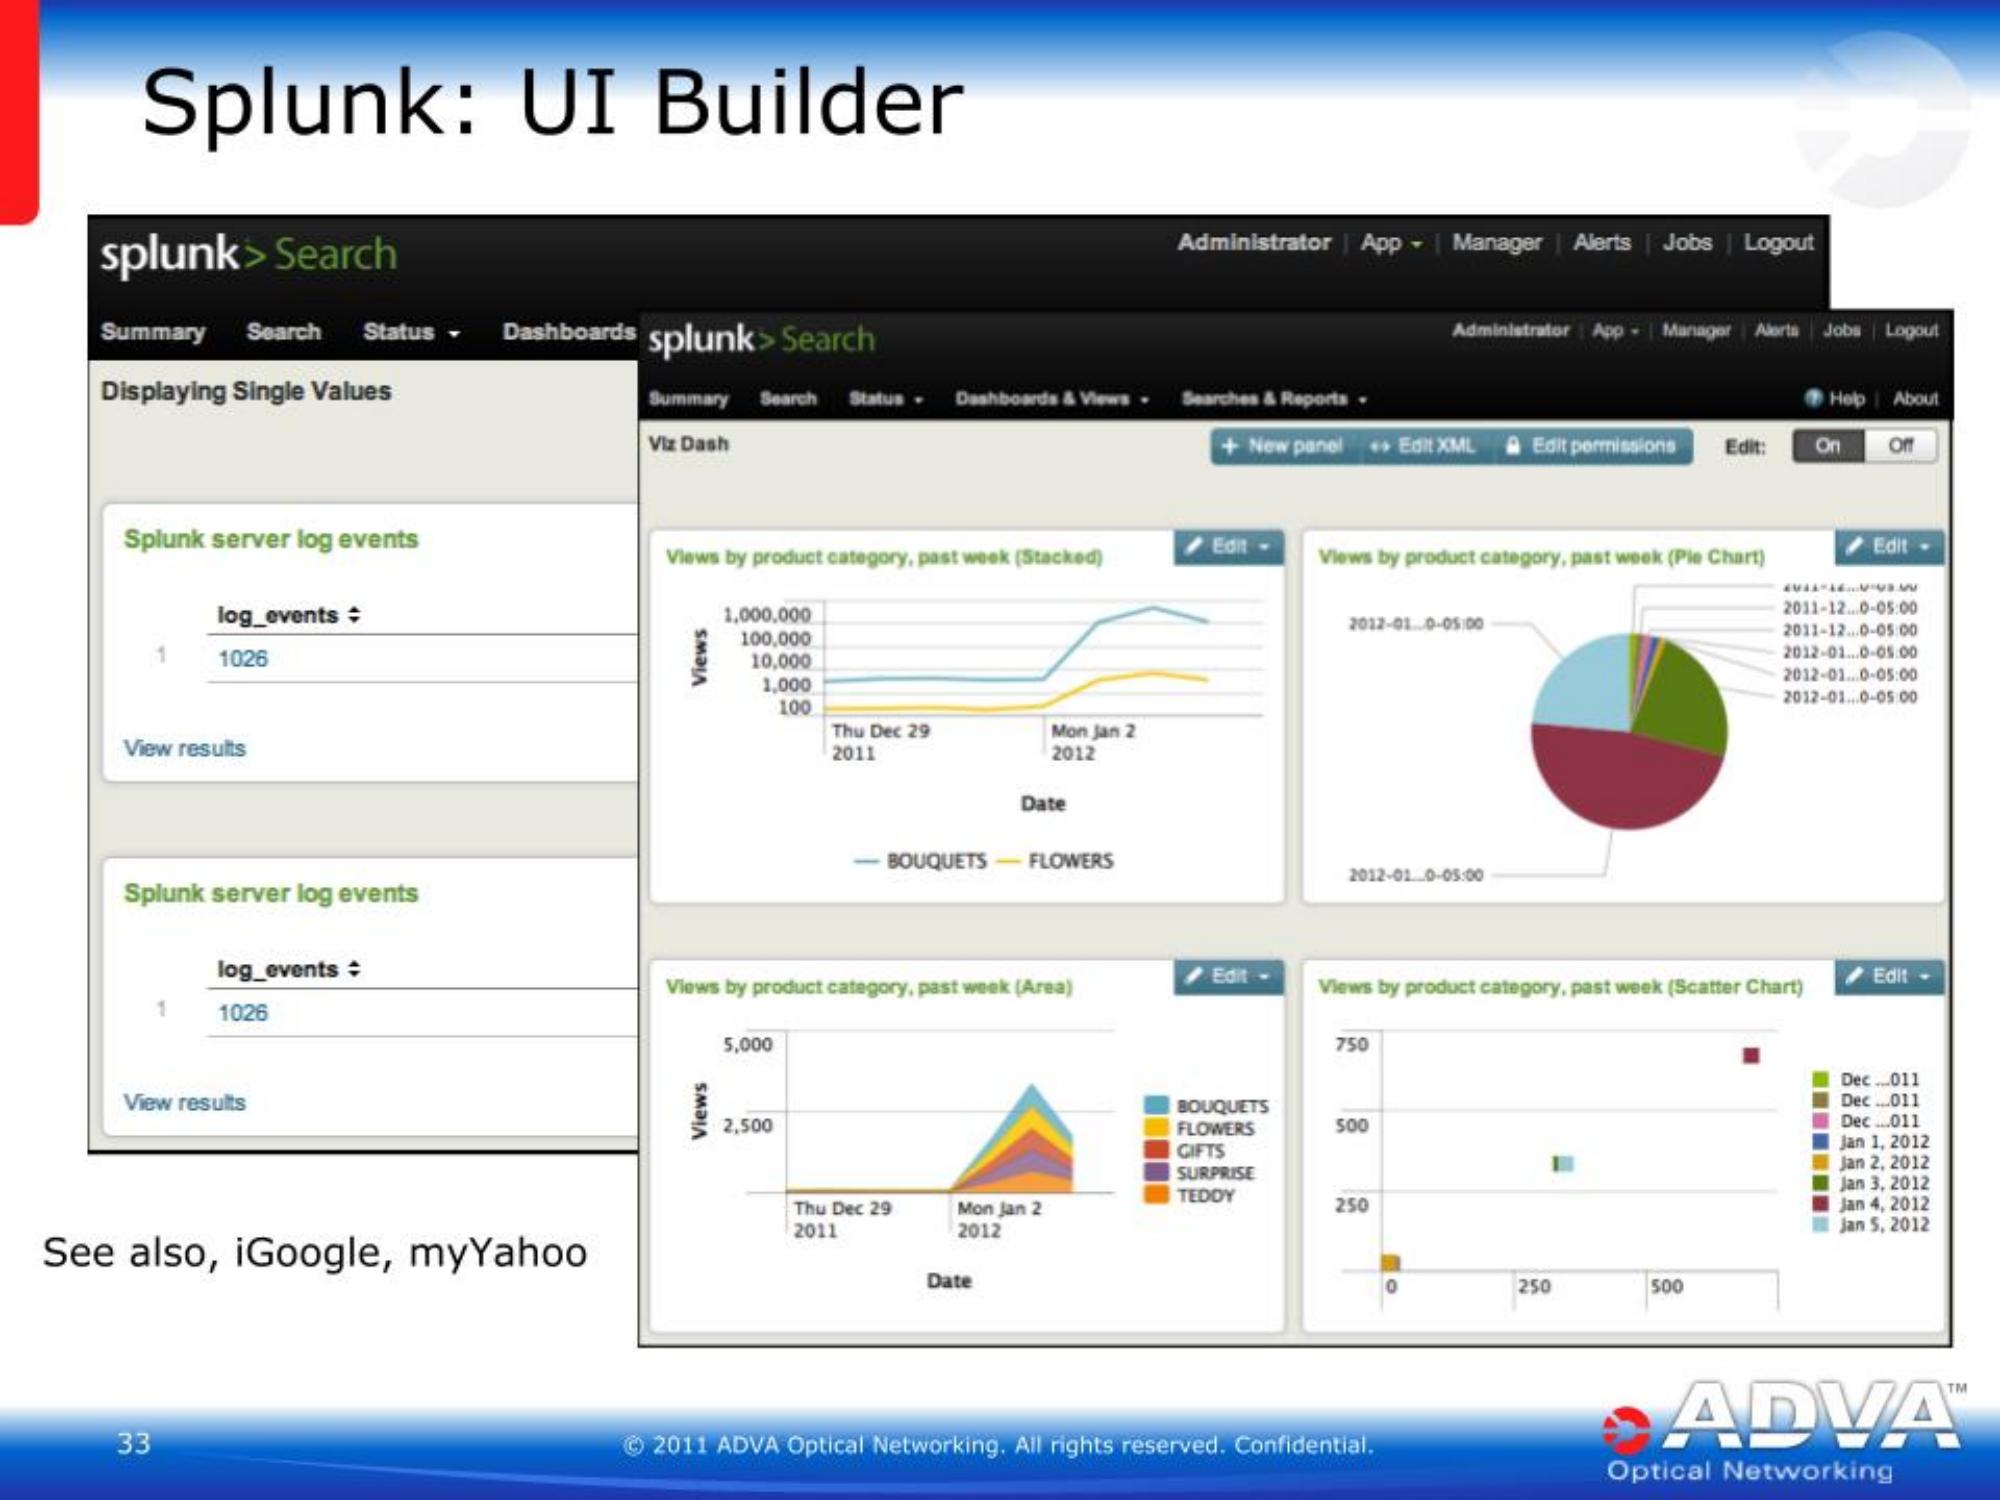 Splunk: UI Builder
splunk> Search
Administrator | App | Manager | Alerts | Jobs | Logout
Summary Search Status Dashboards
Displaying Single Values
Splunk server log events
log_events
1 1026
View results
Splunk server log events
log_events
1 1026
View results
splunk> Search
Administrator | App | Manager | Alerts | Jobs | Logout
Summary Search Status Dashboards & Views Searches & Reports ? Help | About
Viz Dash
+ New panel Edit XML Edit permissions Edit: On Off
Views by product category, past week (Stacked)
Edit
Views
1,000,000
100,000
10,000
1,000
100
Thu Dec 29
2011
Mon Jan 2
2012
Date
BOUQUETS FLOWERS
Views by product category, past week (Pie Chart)
Edit
2012-01...0-05:00
2011-12...0-05:00
2011-12...0-05:00
2011-12...0-05:00
2012-01...0-05:00
2012-01...0-05:00
2012-01...0-05:00
2012-01...0-05:00
Views by product category, past week (Area)
Edit
Views
5,000
2,500
Thu Dec 29
2011
Mon Jan 2
2012
Date
BOUQUETS
FLOWERS
GIFTS
SURPRISE
TEDDY
Views by product category, past week (Scatter Chart)
Edit
750
500
250
0 250 500
Dec ...011
Dec ...011
Dec ...011
Jan 1, 2012
Jan 2, 2012
Jan 3, 2012
Jan 4, 2012
Jan 5, 2012
See also, iGoogle, myYahoo
33
© 2011 ADVA Optical Networking. All rights reserved. Confidential.
ADVA™
Optical Networking